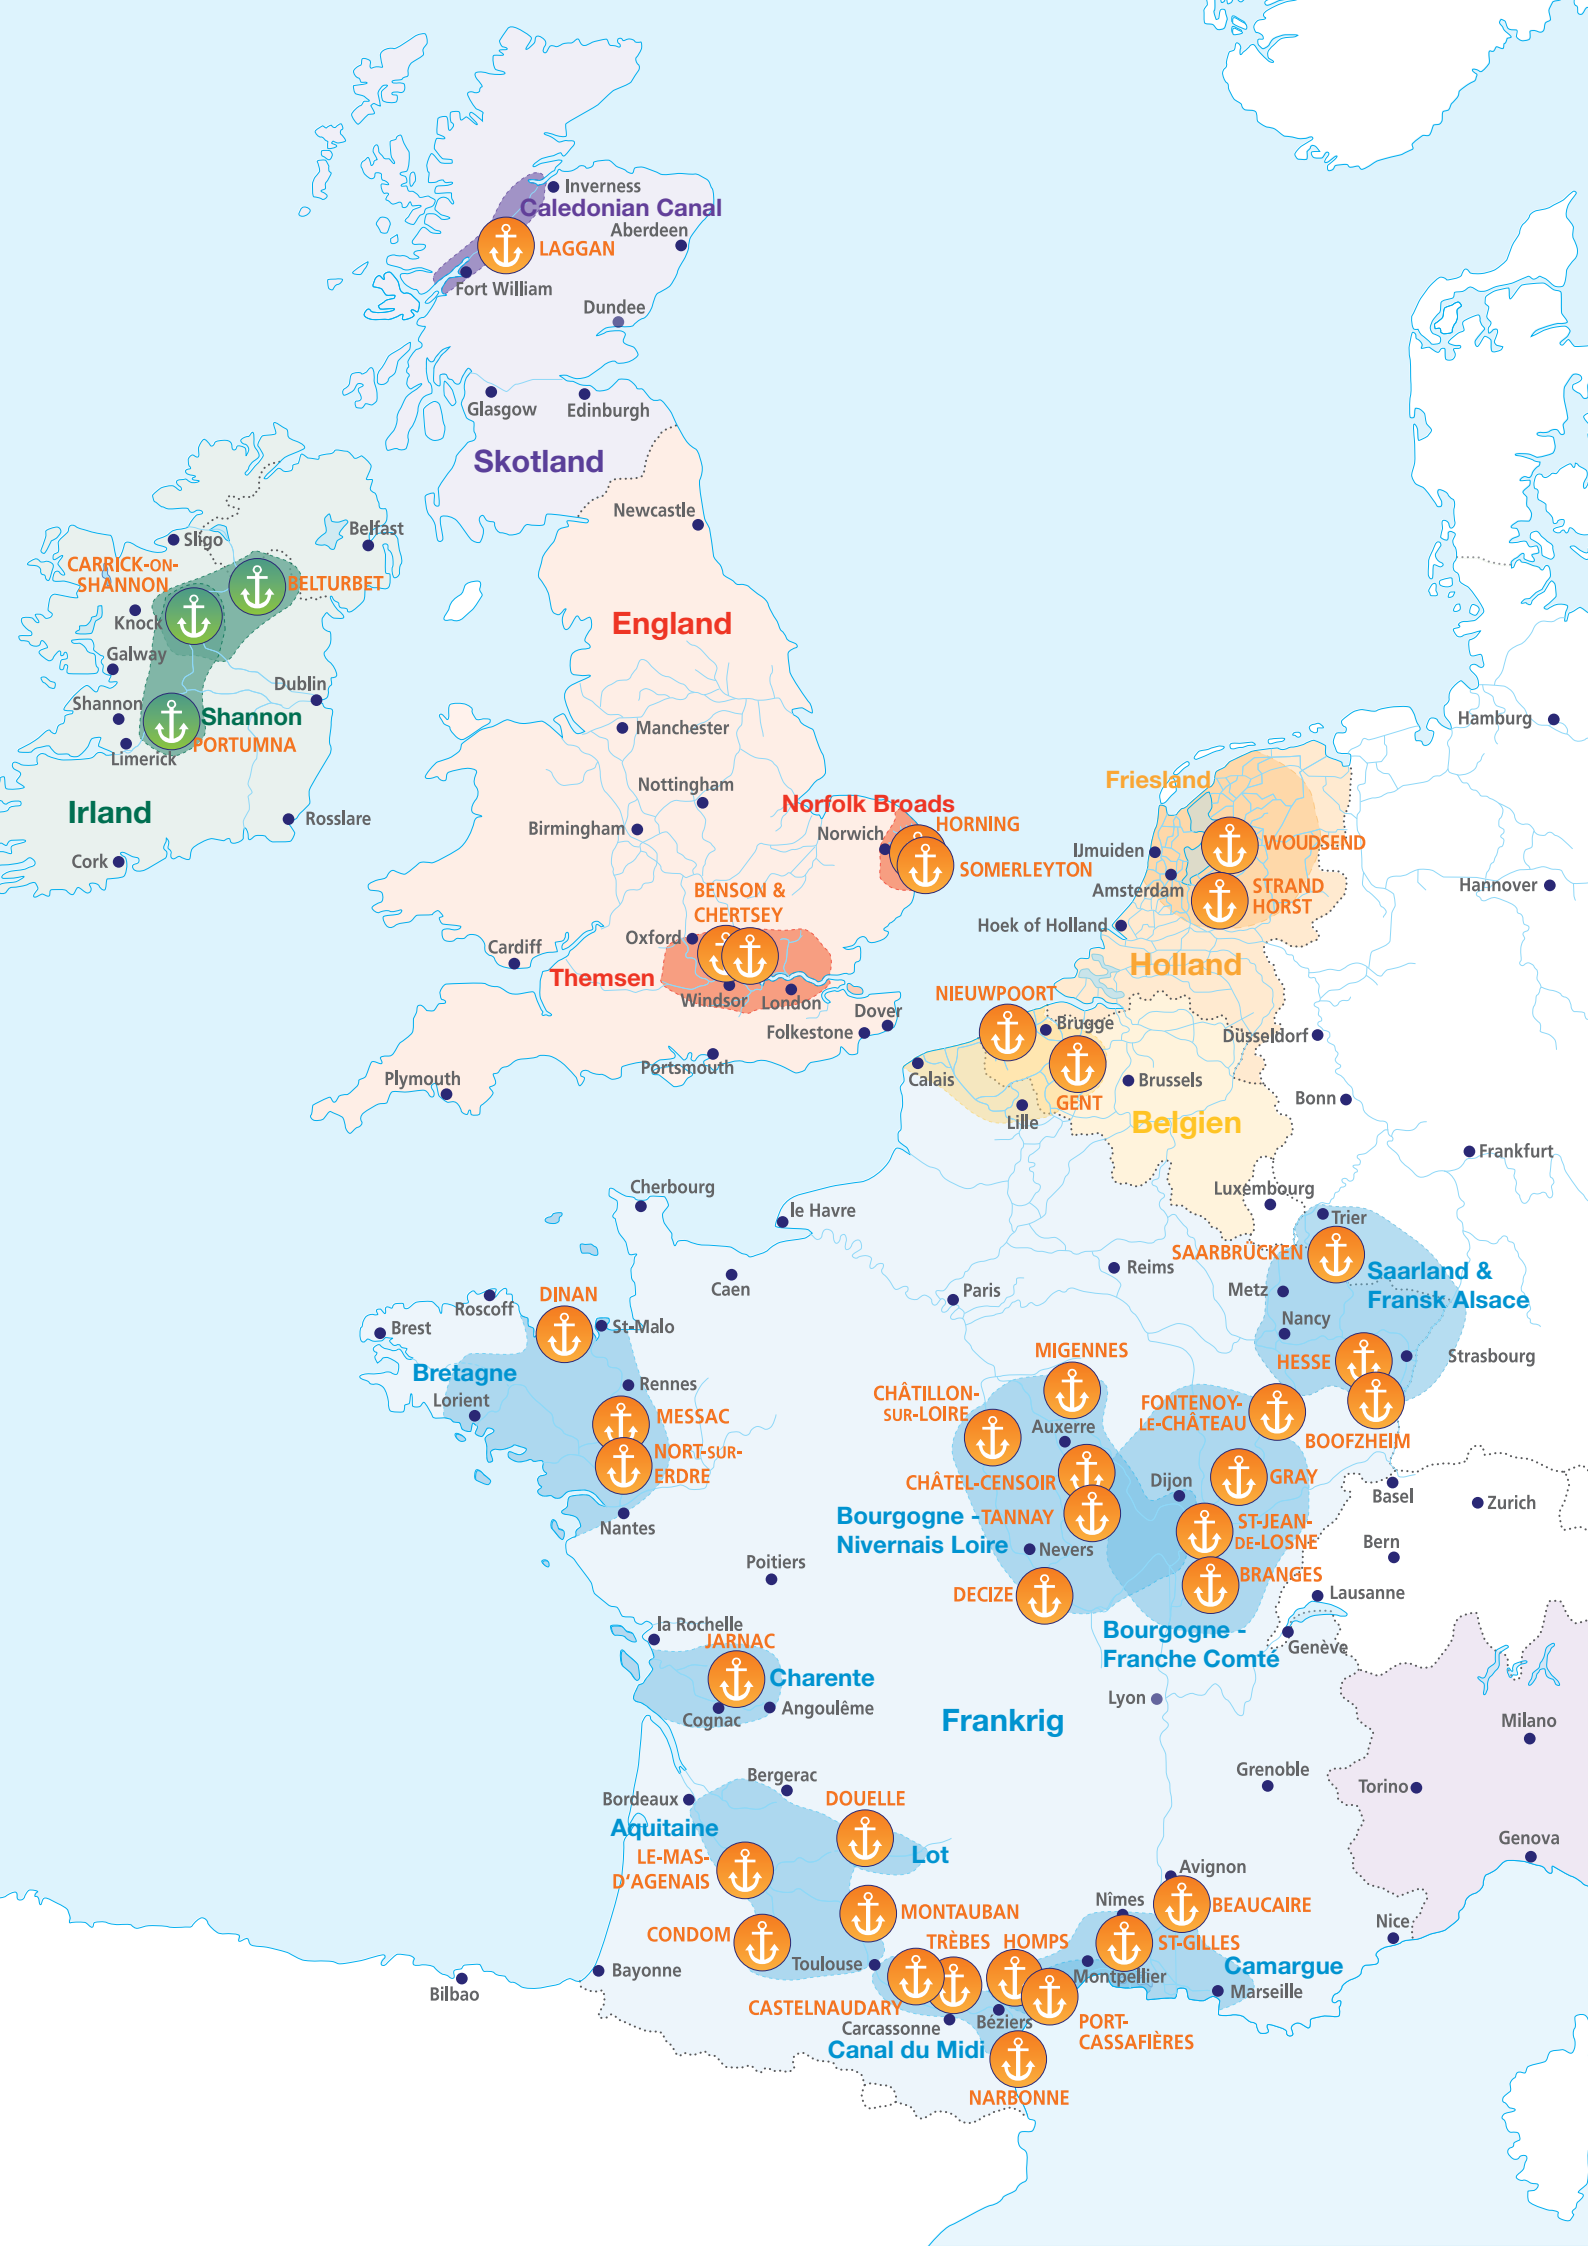 Inverness
Caledonian Canal
Aberdeen
LAGGAN
Fort William
Dundee
Glasgow
Edinburgh
Skotland
Newcastle
Belfast
Sligo
CARRICK-ON-
SHANNON
BELTURBET
Knock
Galway
Dublin
Shannon
Shannon
PORTUMNA
Limerick
Irland
Rosslare
Cork
England
Manchester
Nottingham
Birmingham
Norfolk Broads
HORNING
Norwich
SOMERLEYTON
BENSON &
CHERTSEY
Oxford
Cardiff
Themsen
Windsor
London
Dover
Folkestone
Portsmouth
Plymouth
Hamburg
Friesland
WOUDSEND
IJmuiden
Amsterdam
STRAND
HORST
Hannover
Hoek of Holland
Holland
NIEUWPOORT
Brugge
Düsseldorf
Calais
Brussels
GENT
Lille
Belgien
Bonn
Frankfurt
Luxembourg
Trier
SAARBRÜCKEN
Saarland &
Fransk Alsace
Metz
Nancy
HESSE
Strasbourg
BOOFZHEIM
Cherbourg
le Havre
Caen
Reims
Paris
DINAN
Roscoff
St-Malo
Brest
Bretagne
Lorient
Rennes
MESSAC
NORT-SUR-
ERDRE
Nantes
MIGENNES
CHÂTILLON-
SUR-LOIRE
Auxerre
FONTENOY-
LE-CHÂTEAU
CHÂTEL-CENSOIR
Dijon
GRAY
Bourgogne -
Nivernais Loire
TANNAY
ST-JEAN-
DE-LOSNE
Nevers
BRANGES
DECIZE
Bourgogne -
Franche Comté
Basel
Zurich
Bern
Lausanne
Genève
Poitiers
la Rochelle
JARNAC
Charente
Cognac
Angoulême
Lyon
Frankrig
Milano
Torino
Genova
Grenoble
Bergerac
Bordeaux
DOUELLE
Aquitaine
Lot
LE-MAS-
D'AGENAIS
Avignon
Nîmes
BEAUCAIRE
MONTAUBAN
CONDOM
TRÈBES
HOMPS
ST-GILLES
Nice
Toulouse
Montpellier
Camargue
Marseille
Bayonne
Bilbao
CASTELNAUDARY
Carcassonne
Béziers
PORT-
CASSAFIÈRES
Canal du Midi
NARBONNE